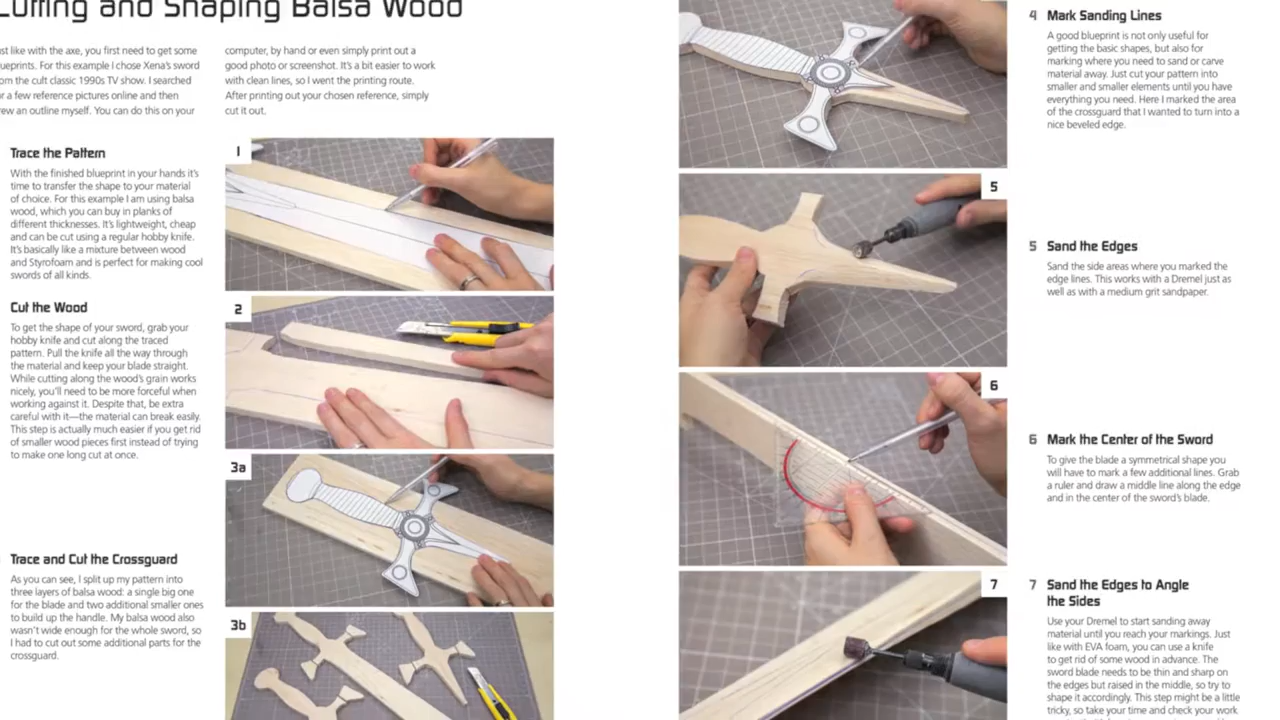 Cutting and Shaping Balsa Wood
st like with the axe, you first need to get some
ueprints. For this example I chose Xena's sword
om the cult classic 1990s TV show. I searched
r a few reference pictures online and then
rew an outline myself. You can do this on your
computer, by hand or even simply print out a
good photo or screenshot. It's a bit easier to work
with clean lines, so I went the printing route.
After printing out your chosen reference, simply
cut it out.
Trace the Pattern
With the finished blueprint in your hands it's
time to transfer the shape to your material
of choice. For this example I am using balsa
wood, which you can buy in planks of
different thicknesses. It's lightweight, cheap
and can be cut using a regular hobby knife.
It's basically like a mixture between wood
and Styrofoam and is perfect for making cool
swords of all kinds.
Cut the Wood
To get the shape of your sword, grab your
hobby knife and cut along the traced
pattern. Pull the knife all the way through
the material and keep your blade straight.
While cutting along the wood's grain works
nicely, you'll need to be more forceful when
working against it. Despite that, be extra
careful with it—the material can break easily.
This step is actually much easier if you get rid
of smaller wood pieces first instead of trying
to make one long cut at once.
Trace and Cut the Crossguard
As you can see, I split up my pattern into
three layers of balsa wood: a single big one
for the blade and two additional smaller ones
to build up the handle. My balsa wood also
wasn't wide enough for the whole sword, so
I had to cut out some additional parts for the
crossguard.
1
2
3a
3b
5
6
7
4 Mark Sanding Lines
A good blueprint is not only useful for
getting the basic shapes, but also for
marking where you need to sand or carve
material away. Just cut your pattern into
smaller and smaller elements until you have
everything you need. Here I marked the area
of the crossguard that I wanted to turn into a
nice beveled edge.
5 Sand the Edges
Sand the side areas where you marked the
edge lines. This works with a Dremel just as
well as with a medium grit sandpaper.
6 Mark the Center of the Sword
To give the blade a symmetrical shape you
will have to mark a few additional lines. Grab
a ruler and draw a middle line along the edge
and in the center of the sword's blade.
7 Sand the Edges to Angle
the Sides
Use your Dremel to start sanding away
material until you reach your markings. Just
like with EVA foam, you can use a knife
to get rid of some wood in advance. The
sword blade needs to be thin and sharp on
the edges but raised in the middle, so try to
shape it accordingly. This step might be a little
tricky, so take your time and check your work